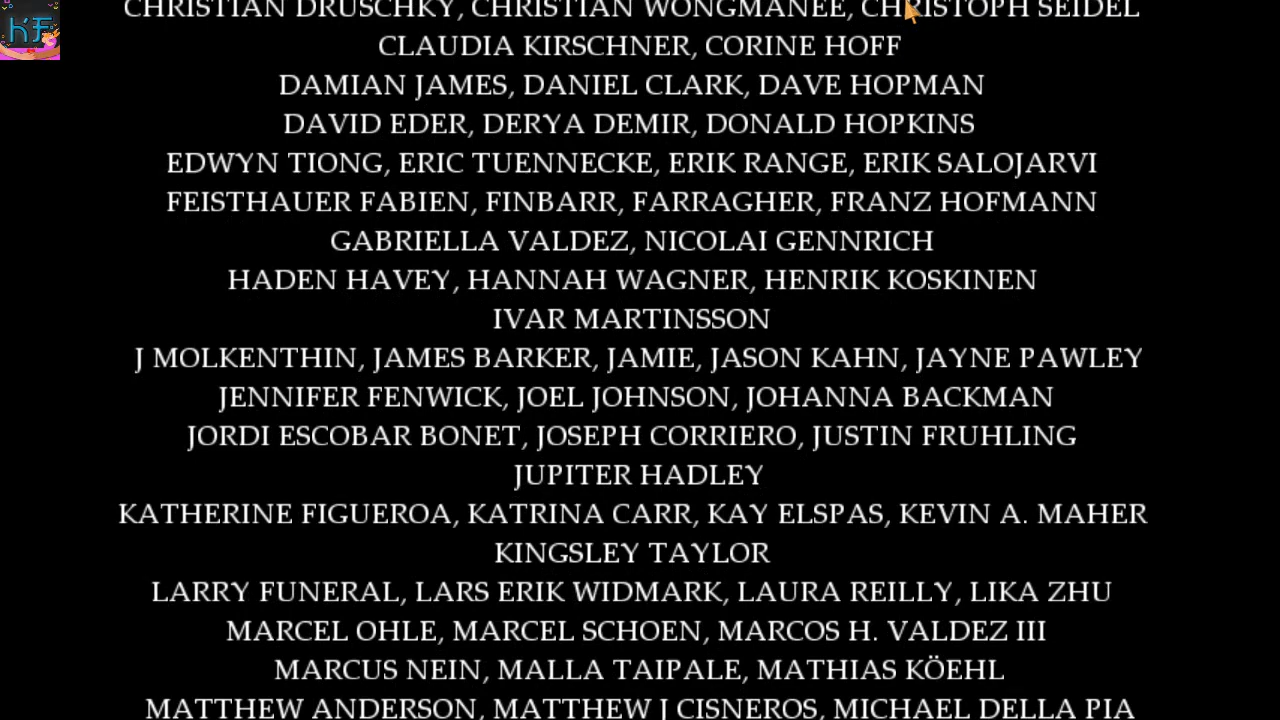 KF
CHRISTIAN DRUSCHKY, CHRISTIAN WONGMANEE, CHRISTOPH SEIDEL
CLAUDIA KIRSCHNER, CORINE HOFF
DAMIAN JAMES, DANIEL CLARK, DAVE HOPMAN
DAVID EDER, DERYA DEMIR, DONALD HOPKINS
EDWYN TIONG, ERIC TUENNECKE, ERIK RANGE, ERIK SALOJARVI
FEISTHAUER FABIEN, FINBARR, FARRAGHER, FRANZ HOFMANN
GABRIELLA VALDEZ, NICOLAI GENNRICH
HADEN HAVEY, HANNAH WAGNER, HENRIK KOSKINEN
IVAR MARTINSSON
J MOLKENTHIN, JAMES BARKER, JAMIE, JASON KAHN, JAYNE PAWLEY
JENNIFER FENWICK, JOEL JOHNSON, JOHANNA BACKMAN
JORDI ESCOBAR BONET, JOSEPH CORRIERO, JUSTIN FRUHLING
JUPITER HADLEY
KATHERINE FIGUEROA, KATRINA CARR, KAY ELSPAS, KEVIN A. MAHER
KINGSLEY TAYLOR
LARRY FUNERAL, LARS ERIK WIDMARK, LAURA REILLY, LIKA ZHU
MARCEL OHLE, MARCEL SCHOEN, MARCOS H. VALDEZ III
MARCUS NEIN, MALLA TAIPALE, MATHIAS KÖEHL
MATTHEW ANDERSON, MATTHEW J CISNEROS, MICHAEL DELLA PIA